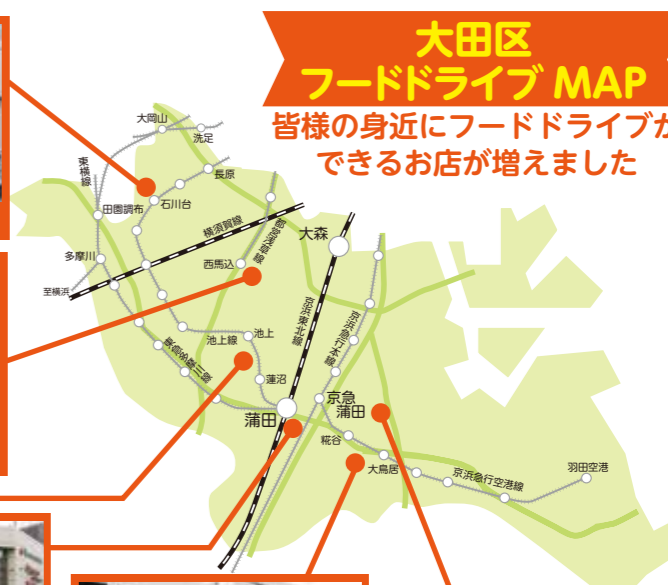 大田区
フードドライブ MAP
皆様の身近にフードドライブが
できるお店が増えました
大岡山
洗足
東横線
長原
田園調布
石川台
横須賀線
都営浅草線
大森
多摩川
西馬込
至横浜
京浜東北線
京浜急行本線
池上線
池上
東急多摩川線
蓮沼
蒲田
京急
蒲田
糀谷
大鳥居
京浜急行空港線
羽田空港